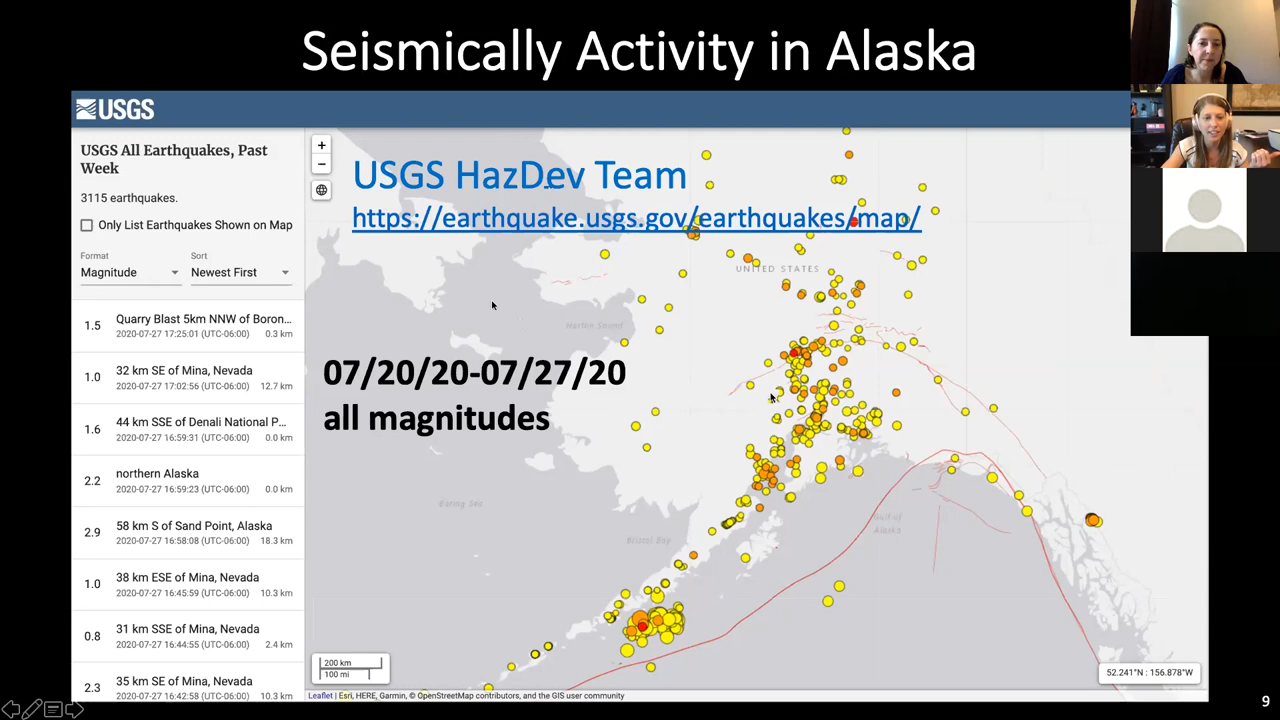 Seismically Activity in Alaska
USGS
USGS All Earthquakes, Past
Week
3115 earthquakes.
Only List Earthquakes Shown on Map
Format
Sort
Magnitude
Newest First
1.5
Quarry Blast 5km NNW of Boron...
2020-07-27 17:25:01 (UTC-06:00)
0.3 km
1.0
32 km SE of Mina, Nevada
2020-07-27 17:02:56 (UTC-06:00)
12.7 km
1.6
44 km SSE of Denali National P...
2020-07-27 16:59:31 (UTC-06:00)
0.0 km
2.2
northern Alaska
2020-07-27 16:59:23 (UTC-06:00)
0.0 km
2.9
58 km S of Sand Point, Alaska
2020-07-27 16:58:08 (UTC-06:00)
18.3 km
1.0
38 km ESE of Mina, Nevada
2020-07-27 16:45:59 (UTC-06:00)
10.3 km
0.8
31 km SSE of Mina, Nevada
2020-07-27 16:44:55 (UTC-06:00)
2.4 km
2.3
35 km SE of Mina, Nevada
2020-07-27 16:42:58 (UTC-06:00)
10.3 km
+
−
USGS HazDev Team
https://earthquake.usgs.gov/earthquakes/map/
UNITED STATES
Norton Sound
07/20/20-07/27/20
all magnitudes
Bering Sea
Gulf of
Alaska
Bristol Bay
200 km
100 mi
52.241°N : 156.878°W
Leaflet | Esri, HERE, Garmin, © OpenStreetMap contributors, and the GIS user community
9